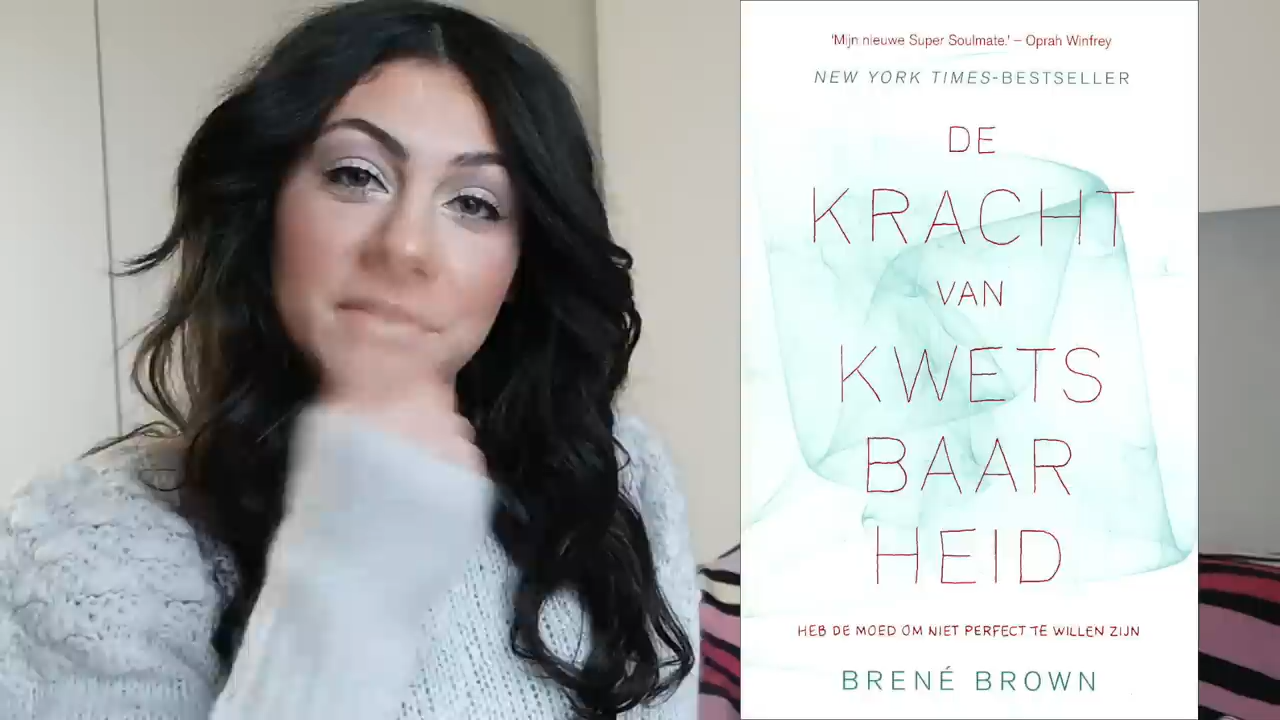 'Mijn nieuwe Super Soulmate.' – Oprah Winfrey
NEW YORK TIMES-BESTSELLER
DE
KRACHT
VAN
KWETS
BAAR
HEID
HEB DE MOED OM NIET PERFECT TE WILLEN ZIJN
BRENÉ BROWN